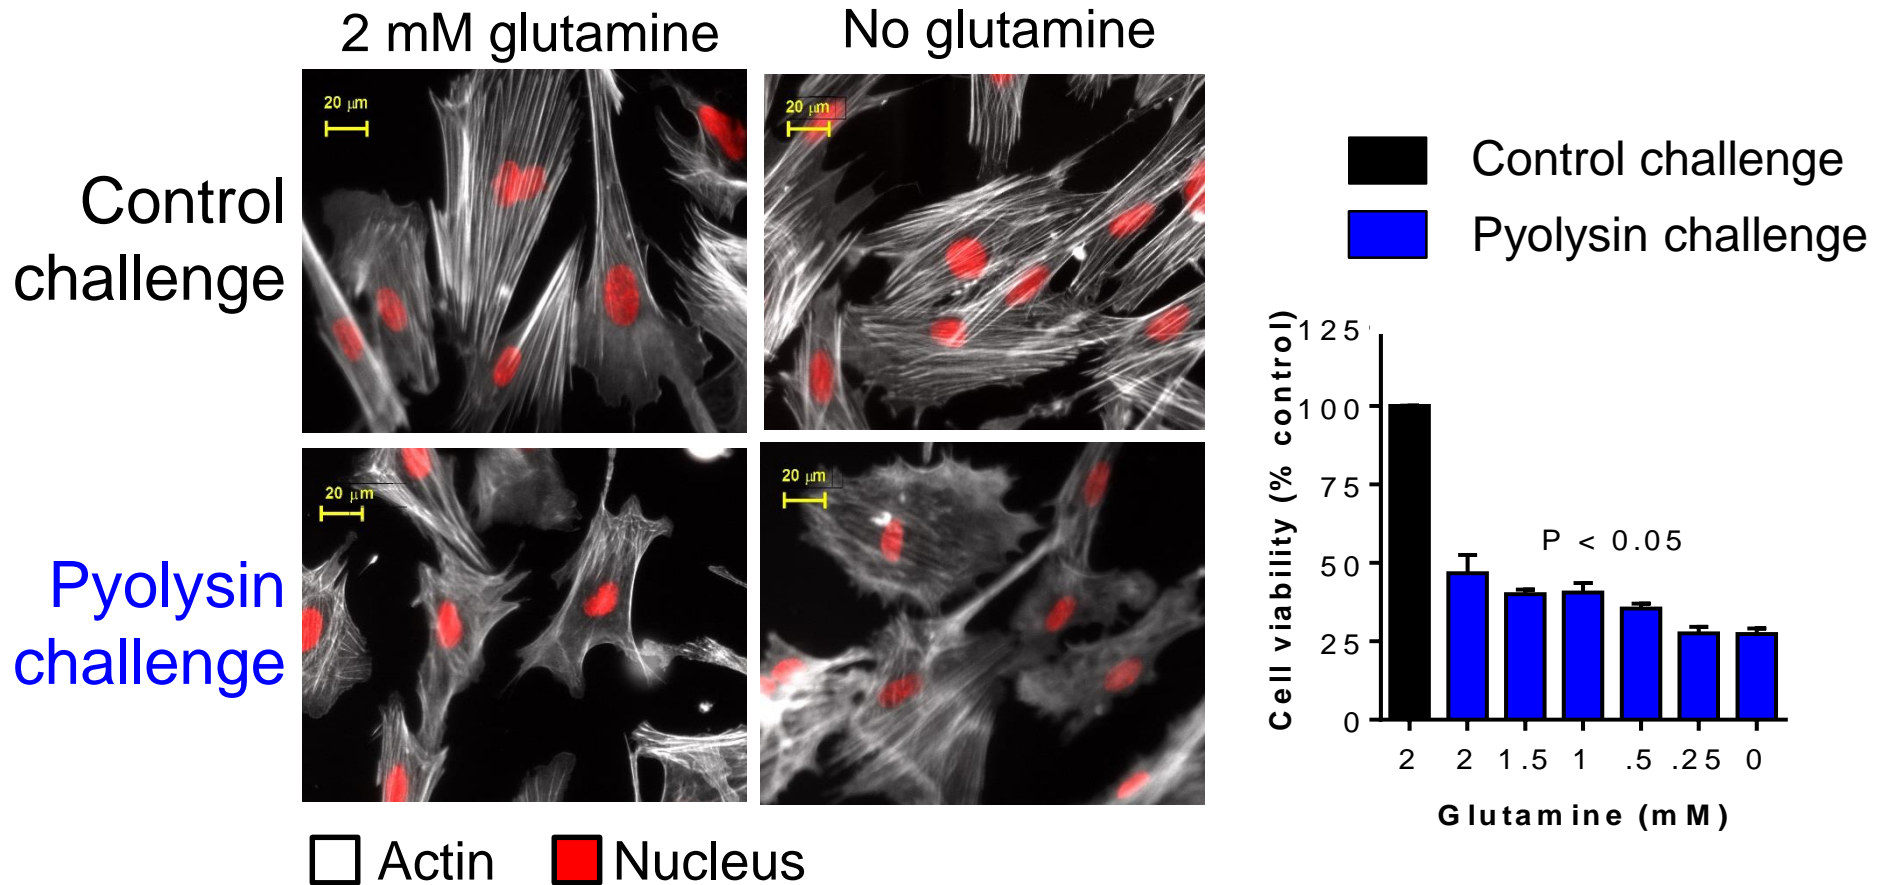 2 mM glutamine
No glutamine
Control
challenge
20 μm
20 μm
Pyolysin
challenge
20 μm
20 μm
Actin
Nucleus
Control challenge
Pyolysin challenge
Cell viability (% control)
125
100
75
50
25
0
P < 0.05
2 2 1.5 1 .5 .25 0
Glutamine (mM)